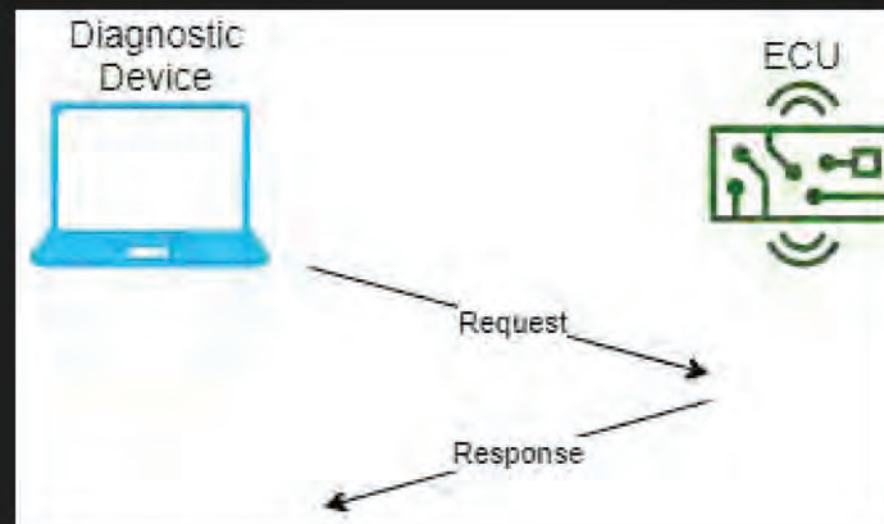 Diagnostic
Device
ECU
Request
Response